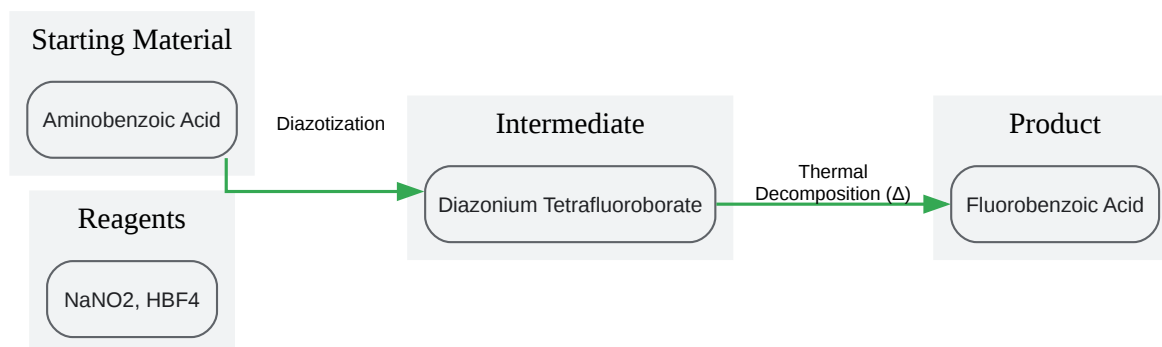 Starting Material
Aminobenzoic Acid
Diazotization
Reagents
NaNO2, HBF4
Intermediate
Diazonium Tetrafluoroborate
Thermal
Decomposition (Δ)
Product
Fluorobenzoic Acid